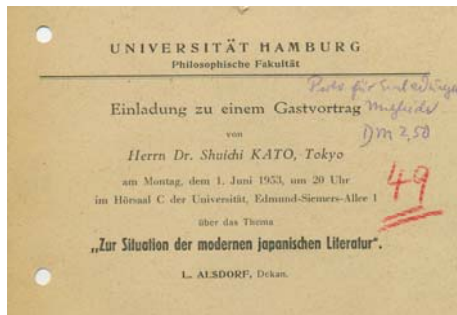 UNIVERSITÄT HAMBURG
Philosophische Fakultät
Preis für Einladungen
Einladung zu einem Gastvortrag
Mitglieder
von
DM 2,50
Herrn Dr. Shuichi KATO, Tokyo
am Montag, dem 1. Juni 1953, um 20 Uhr
49
im Hörsaal C der Universität, Edmund-Siemers-Allee 1
über das Thema
„Zur Situation der modernen japanischen Literatur".
L. ALSDORF, Dekan.